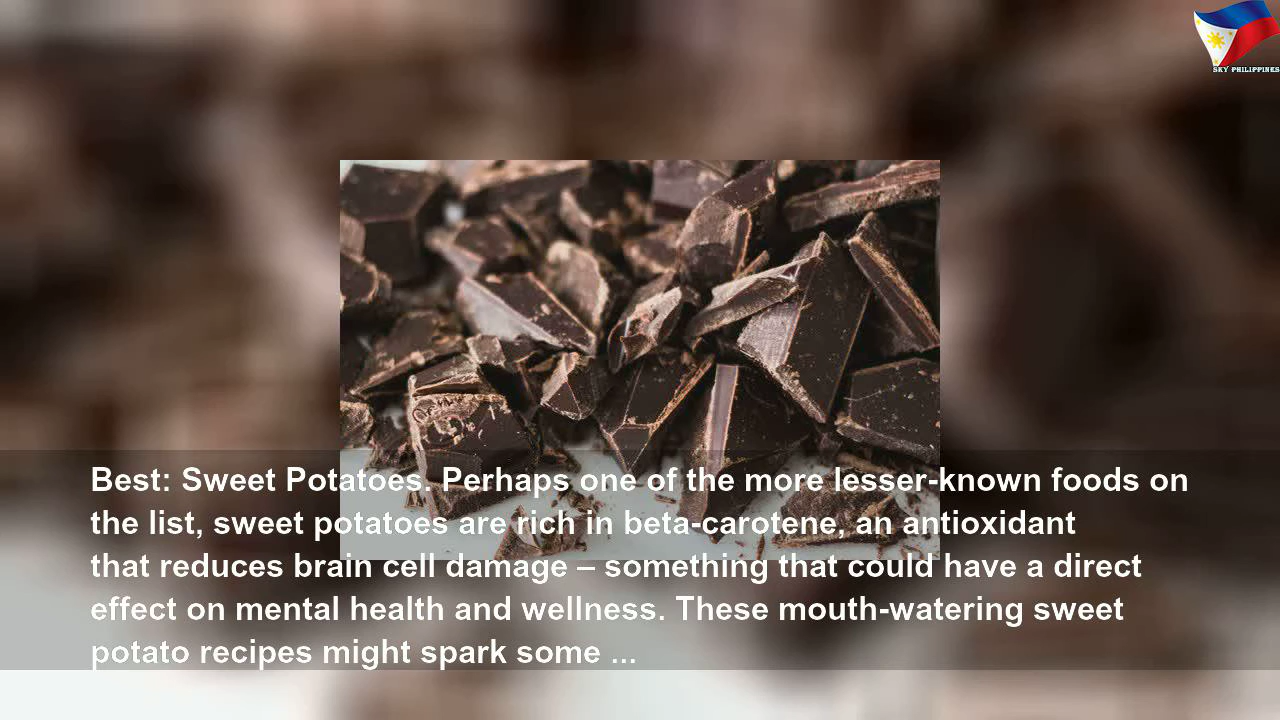 SKY PHILIPPINES
Best: Sweet Potatoes. Perhaps one of the more lesser-known foods on
the list, sweet potatoes are rich in beta-carotene, an antioxidant
that reduces brain cell damage – something that could have a direct
effect on mental health and wellness. These mouth-watering sweet
potato recipes might spark some ...